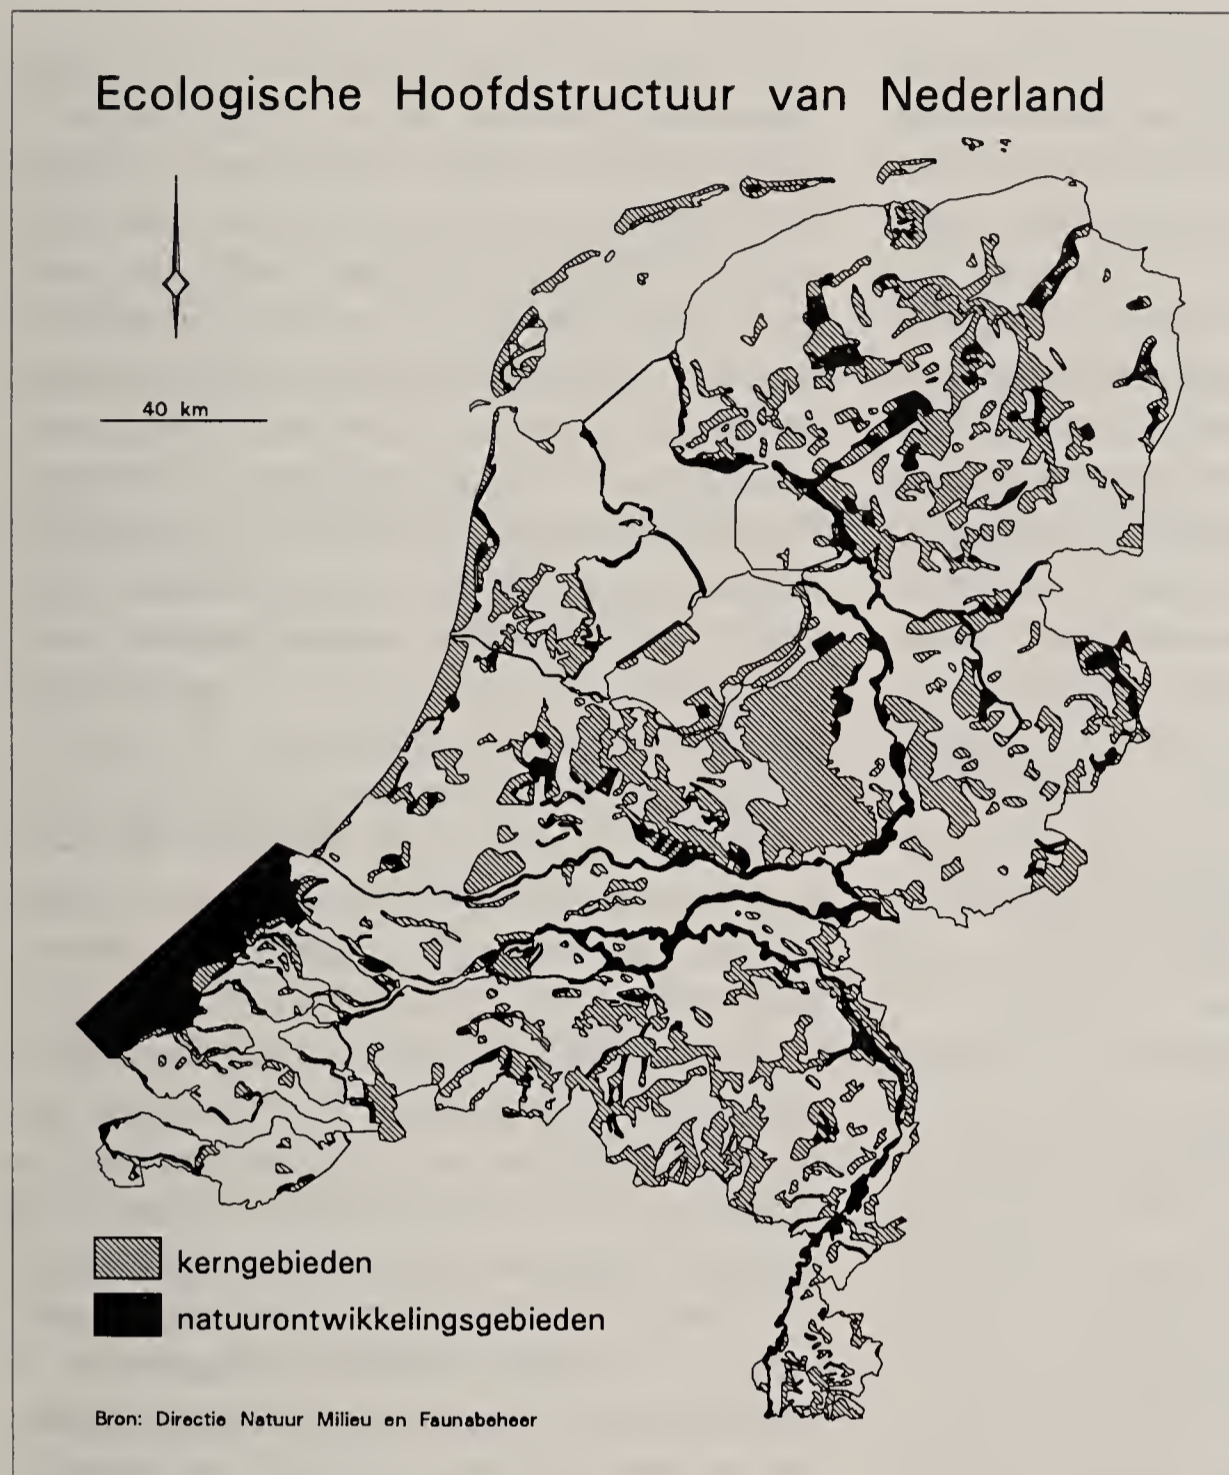 Ecologische Hoofdstructuur van Nederland
40 km
kerngebieden
natuurontwikkelingsgebieden
Bron: Directie Natuur Milieu en Faunabeheer